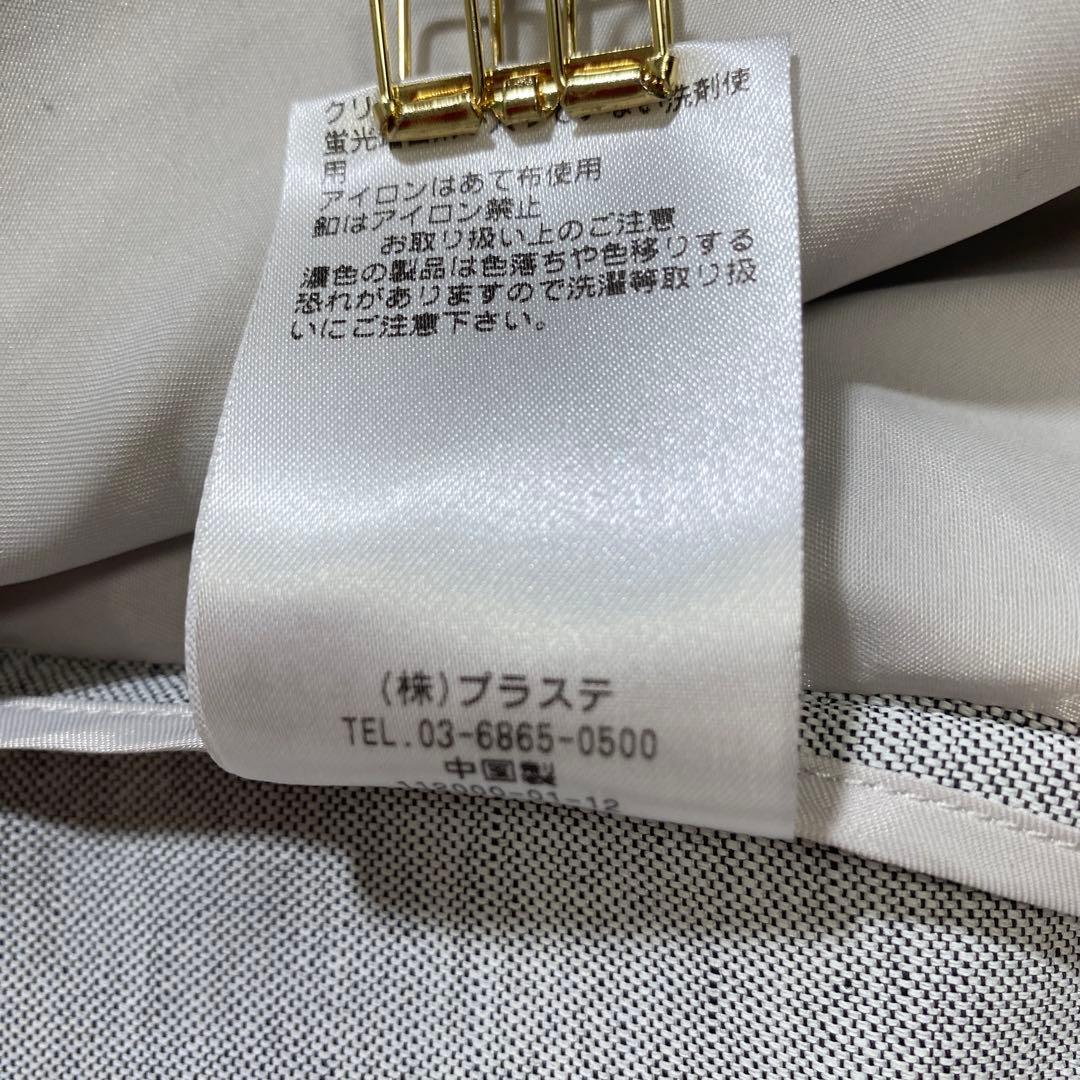 クリ
蛍光 ない洗剤使
用
アイロンはあて布使用
釦はアイロン禁止
お取り扱い上のご注意
濃色の製品は色落ちや色移りする
恐れがありますので洗濯等取り扱
いにご注意下さい。
(株)プラステ
TEL.03-6865-0500
中国製